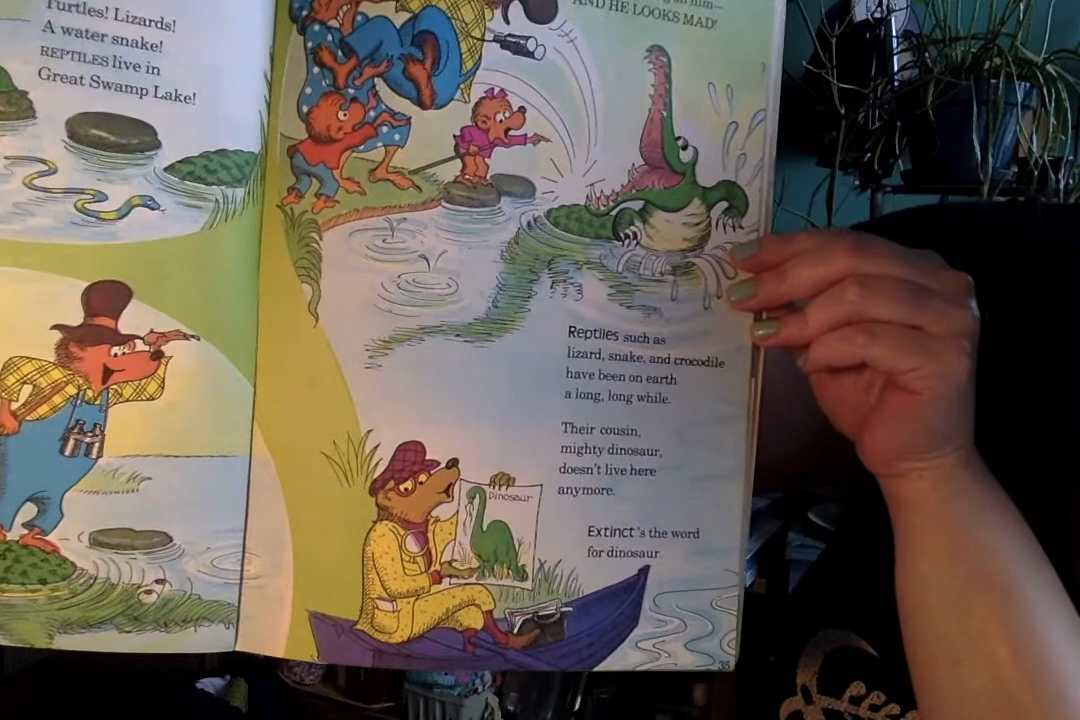 Turtles! Lizards!
A water snake!
REPTILES live in
Great Swamp Lake!
on him—
AND HE LOOKS MAD!
Reptiles such as
lizard, snake, and crocodile
have been on earth
a long, long while.
Their cousin,
mighty dinosaur,
doesn't live here
anymore.
Dinosaur
Extinct's the word
for dinosaur.
35